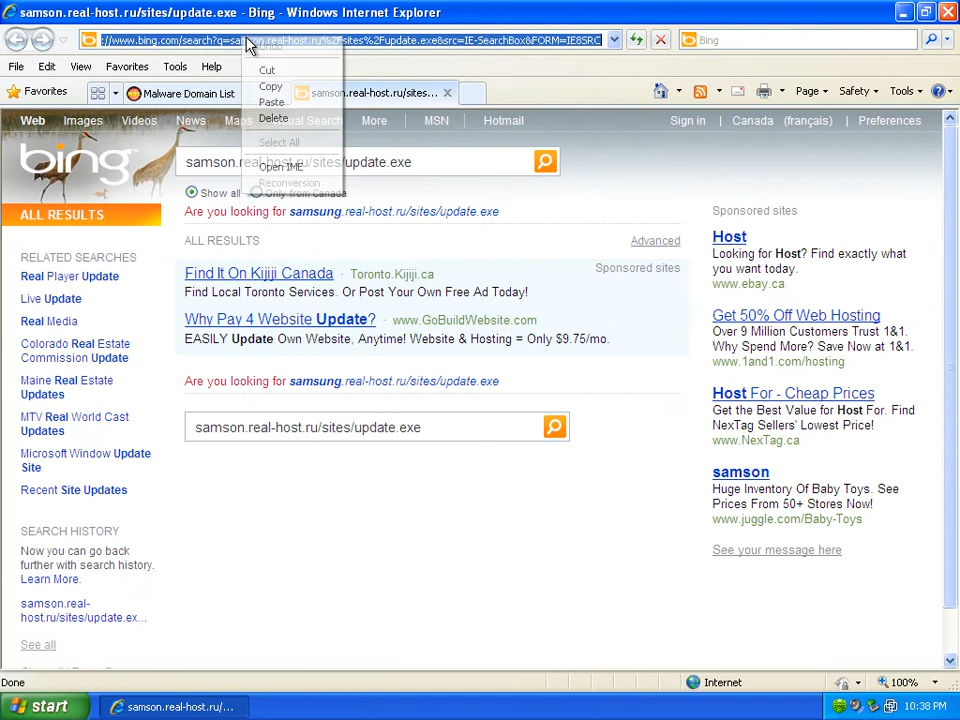 samson.real-host.ru/sites/update.exe - Bing - Windows Internet Explorer
://www.bing.com/search?q=samson.real-host.ru%2Fsites%2Fupdate.exe&src=IE-SearchBox&FORM=IE8SRC
Bing
File Edit View Favorites Tools Help
Favorites
Malware Domain List
samson.real-host.ru/sites...
Page Safety Tools
Cut
Copy
Paste
Delete
Select All
Open IME
Reconversion
Web Images Videos News Maps More MSN Hotmail
Sign in Canada (français) Preferences
bing
samson.real-host.ru/sites/update.exe
Show all Only from Canada
ALL RESULTS
Are you looking for samsung.real-host.ru/sites/update.exe
RELATED SEARCHES
Real Player Update
Live Update
Real Media
Colorado Real Estate
Commission Update
Maine Real Estate
Updates
MTV Real World Cast
Updates
Microsoft Window Update
Site
Recent Site Updates
SEARCH HISTORY
Now you can go back
further with search history.
Learn More.
samson.real-
host.ru/sites/update.ex...
See all
ALL RESULTS
Advanced
Find It On Kijiji Canada · Toronto.Kijiji.ca
Sponsored sites
Find Local Toronto Services. Or Post Your Own Free Ad Today!
Why Pay 4 Website Update? · www.GoBuildWebsite.com
EASILY Update Own Website, Anytime! Website & Hosting = Only $9.75/mo.
Are you looking for samsung.real-host.ru/sites/update.exe
samson.real-host.ru/sites/update.exe
Sponsored sites
Host
Looking for Host? Find exactly what
you want today.
www.ebay.ca
Get 50% Off Web Hosting
Over 9 Million Customers Trust 1&1.
Why Spend More? Save Now at 1&1.
www.1and1.com/hosting
Host For - Cheap Prices
Get the Best Value for Host For. Find
NexTag Sellers' Lowest Price!
www.NexTag.ca
samson
Huge Inventory Of Baby Toys. See
Prices From 50+ Stores Now!
www.juggle.com/Baby-Toys
See your message here
Done
Internet
100%
start
samson.real-host.ru/...
10:38 PM